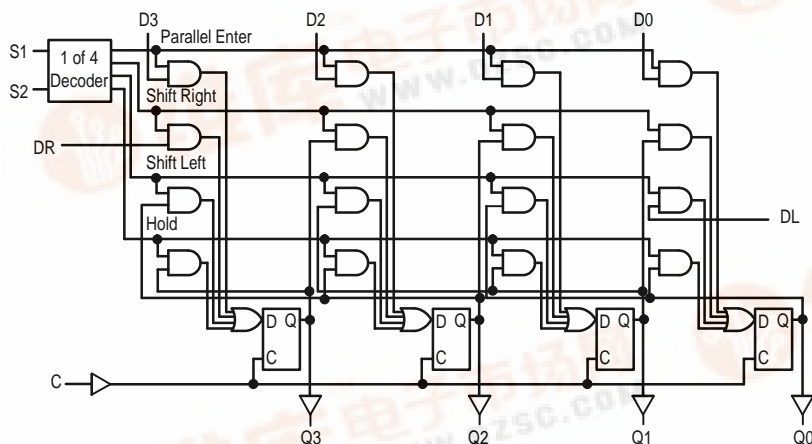 D3 D2 D1 D0
Parallel Enter
S1
1 of 4
Decoder
S2
Shift Right
DR
Shift Left
DL
Hold
D Q D Q D Q D Q
C C C C
C
Q3 Q2 Q1 Q0